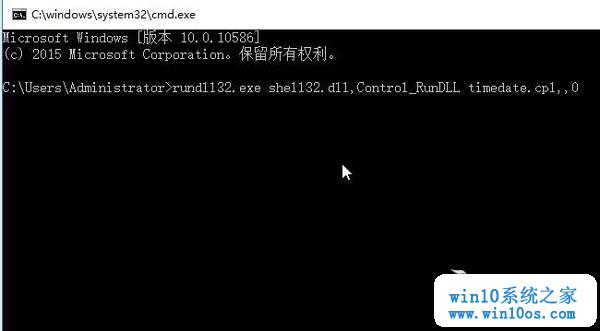 C:\windows\system32\cmd.exe
Microsoft Windows [版本 10.0.10586]
(c) 2015 Microsoft Corporation。保留所有权利。
C:\Users\Administrator>rundll32.exe shell32.dll,Control_RunDLL timedate.cpl,,0
win10系统之家
www.win10os.com